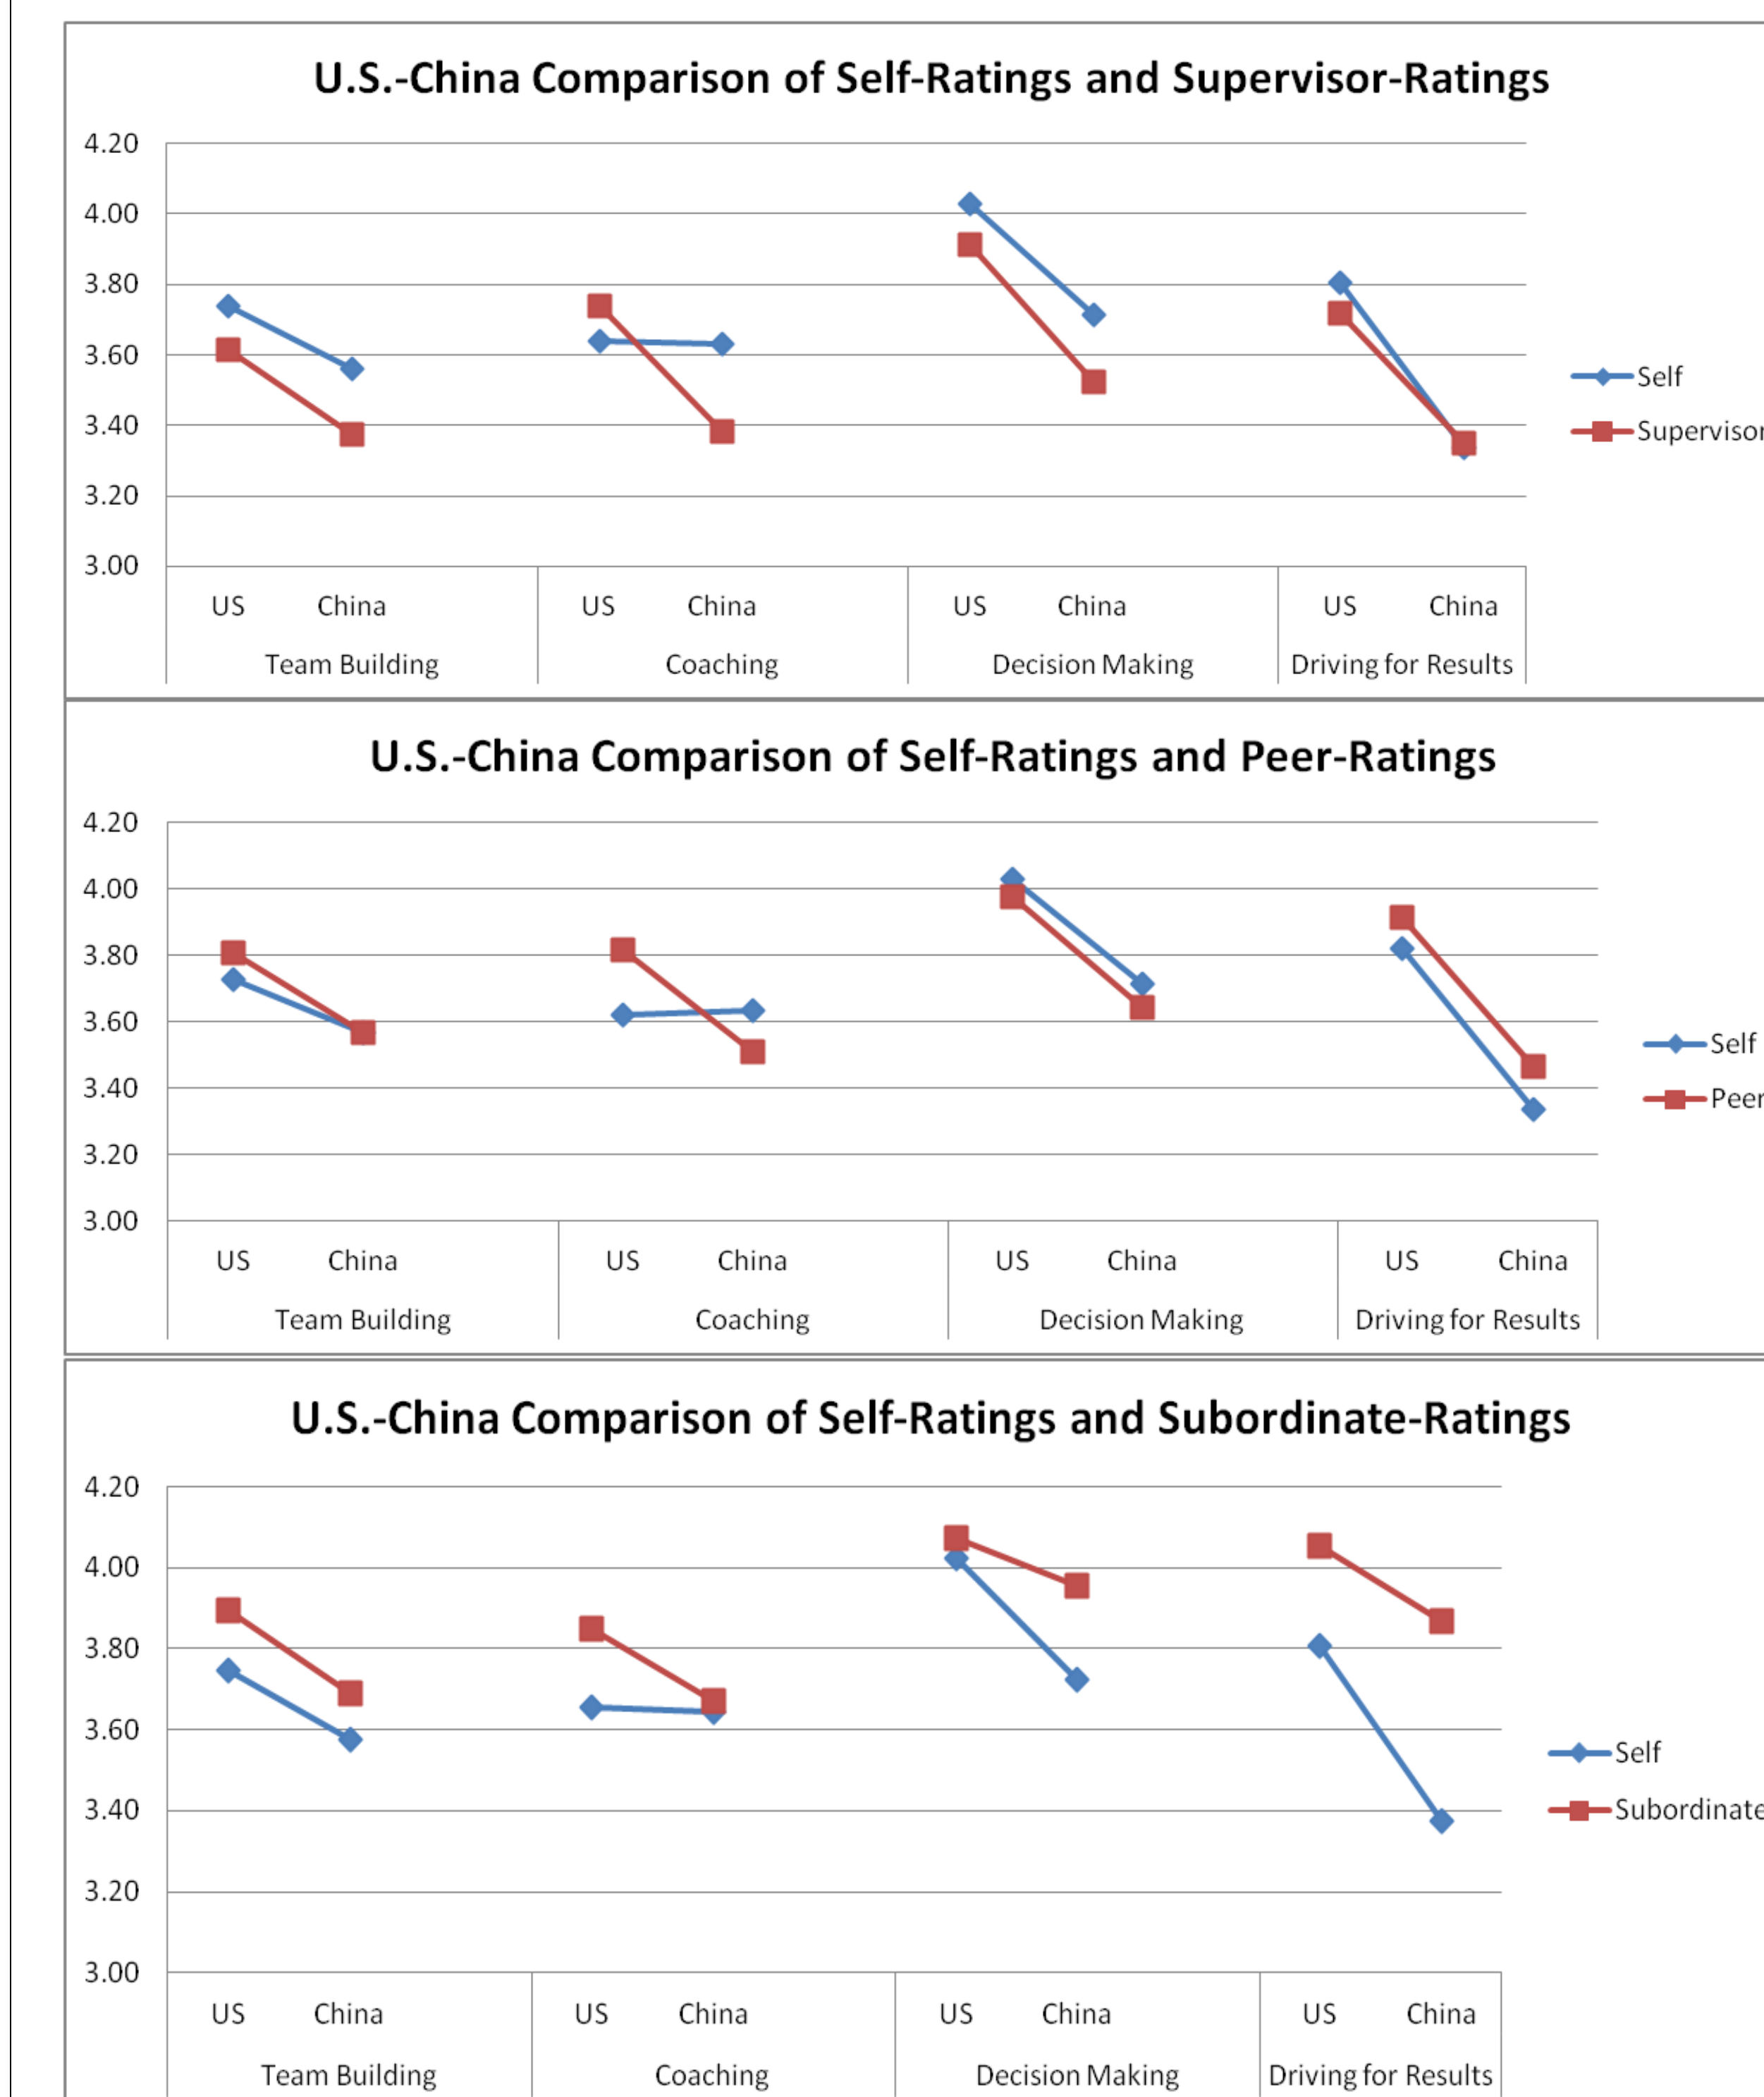 U.S.-China Comparison of Self-Ratings and Supervisor-Ratings
4.20
4.00
3.80
3.60
3.40
3.20
3.00
Self
Supervisor
US China US China US China US China
Team Building Coaching Decision Making Driving for Results
U.S.-China Comparison of Self-Ratings and Peer-Ratings
4.20
4.00
3.80
3.60
3.40
3.20
3.00
Self
Peer
US China US China US China US China
Team Building Coaching Decision Making Driving for Results
U.S.-China Comparison of Self-Ratings and Subordinate-Ratings
4.20
4.00
3.80
3.60
3.40
3.20
3.00
Self
Subordinate
US China US China US China US China
Team Building Coaching Decision Making Driving for Results